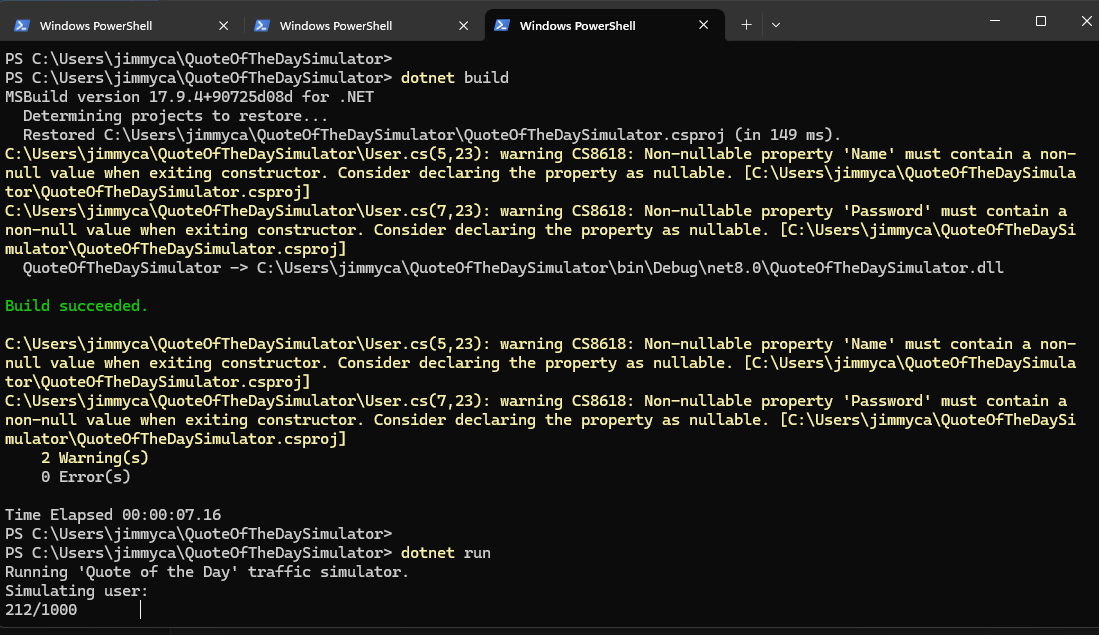 Windows PowerShell
Windows PowerShell
Windows PowerShell
PS C:\Users\jimmyca\QuoteOfTheDaySimulator>
PS C:\Users\jimmyca\QuoteOfTheDaySimulator> dotnet build
MSBuild version 17.9.4+90725d08d for .NET
  Determining projects to restore...
  Restored C:\Users\jimmyca\QuoteOfTheDaySimulator\QuoteOfTheDaySimulator.csproj (in 149 ms).
C:\Users\jimmyca\QuoteOfTheDaySimulator\User.cs(5,23): warning CS8618: Non-nullable property 'Name' must contain a non-
null value when exiting constructor. Consider declaring the property as nullable. [C:\Users\jimmyca\QuoteOfTheDaySimula
tor\QuoteOfTheDaySimulator.csproj]
C:\Users\jimmyca\QuoteOfTheDaySimulator\User.cs(7,23): warning CS8618: Non-nullable property 'Password' must contain a
non-null value when exiting constructor. Consider declaring the property as nullable. [C:\Users\jimmyca\QuoteOfTheDaySi
mulator\QuoteOfTheDaySimulator.csproj]
  QuoteOfTheDaySimulator -> C:\Users\jimmyca\QuoteOfTheDaySimulator\bin\Debug\net8.0\QuoteOfTheDaySimulator.dll
Build succeeded.
C:\Users\jimmyca\QuoteOfTheDaySimulator\User.cs(5,23): warning CS8618: Non-nullable property 'Name' must contain a non-
null value when exiting constructor. Consider declaring the property as nullable. [C:\Users\jimmyca\QuoteOfTheDaySimula
tor\QuoteOfTheDaySimulator.csproj]
C:\Users\jimmyca\QuoteOfTheDaySimulator\User.cs(7,23): warning CS8618: Non-nullable property 'Password' must contain a
non-null value when exiting constructor. Consider declaring the property as nullable. [C:\Users\jimmyca\QuoteOfTheDaySi
mulator\QuoteOfTheDaySimulator.csproj]
    2 Warning(s)
    0 Error(s)
Time Elapsed 00:00:07.16
PS C:\Users\jimmyca\QuoteOfTheDaySimulator>
PS C:\Users\jimmyca\QuoteOfTheDaySimulator> dotnet run
Running 'Quote of the Day' traffic simulator.
Simulating user:
212/1000